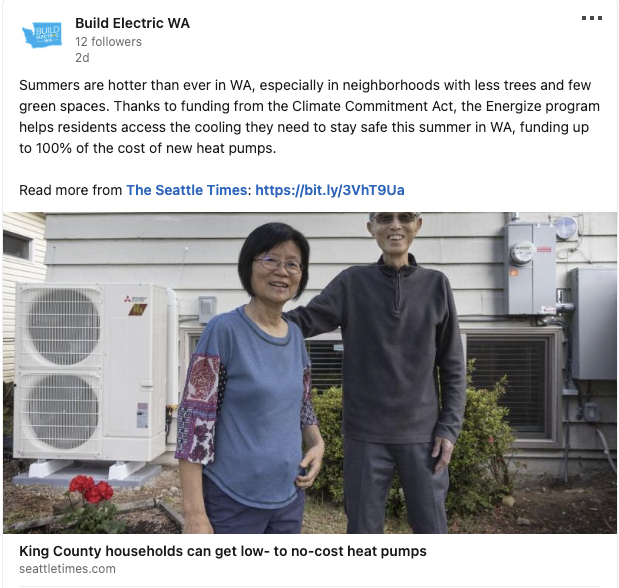 BUILD
ELECTRIC
WA
Build Electric WA
12 followers
2d
Summers are hotter than ever in WA, especially in neighborhoods with less trees and few
green spaces. Thanks to funding from the Climate Commitment Act, the Energize program
helps residents access the cooling they need to stay safe this summer in WA, funding up
to 100% of the cost of new heat pumps.
Read more from The Seattle Times: https://bit.ly/3VhT9Ua
King County households can get low- to no-cost heat pumps
seattletimes.com